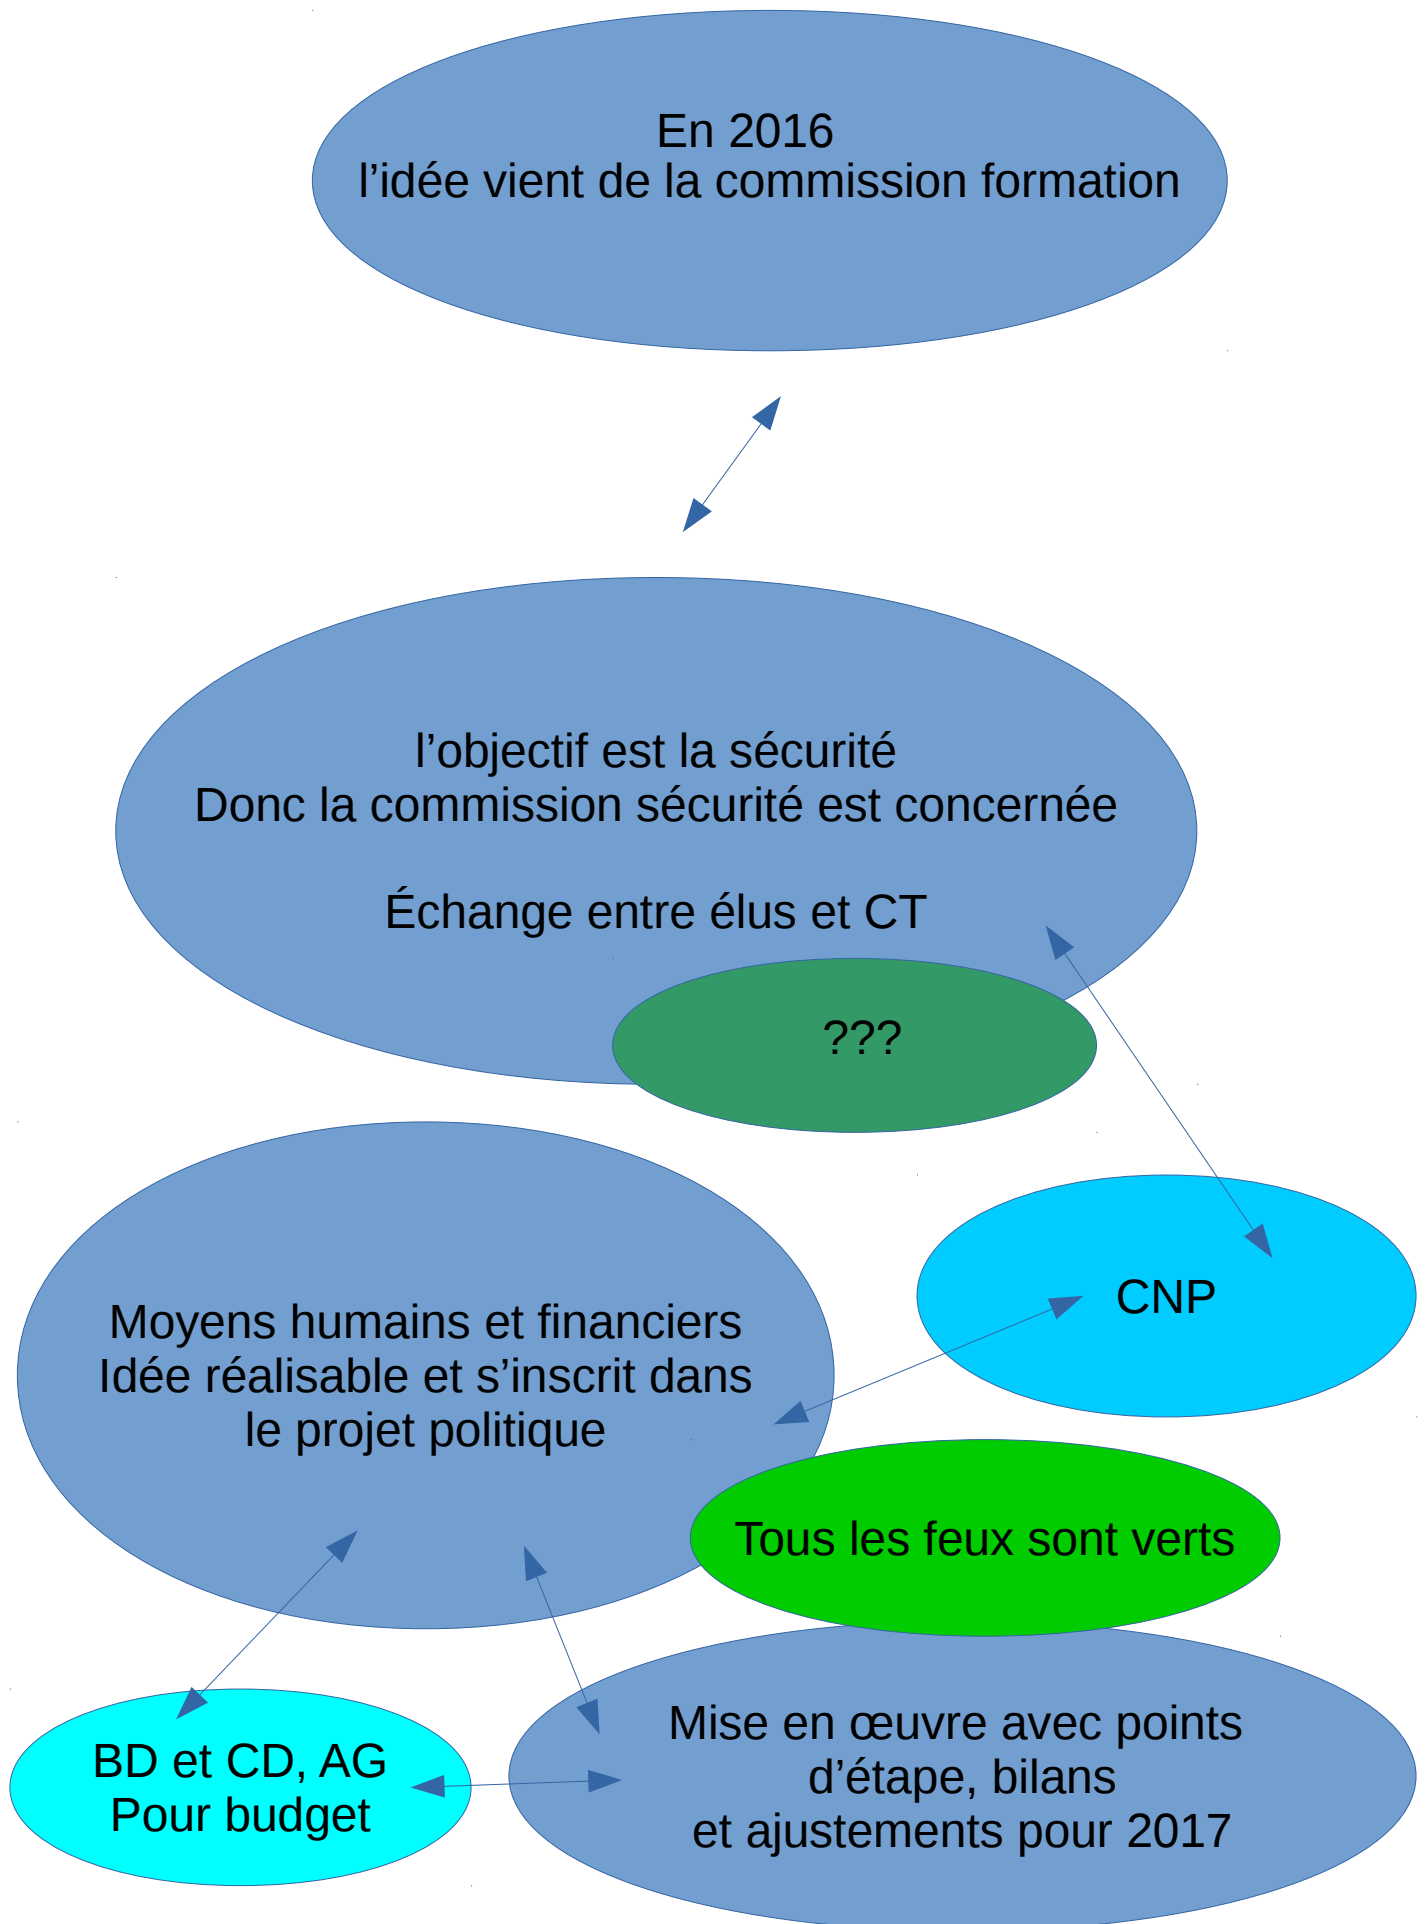 En 2016
l’idée vient de la commission formation
l’objectif est la sécurité
Donc la commission sécurité est concernée
Échange entre élus et CT
???
CNP
Moyens humains et financiers
Idée réalisable et s’inscrit dans
le projet politique
Tous les feux sont verts
BD et CD, AG
Pour budget
Mise en œuvre avec points
d’étape, bilans
et ajustements pour 2017